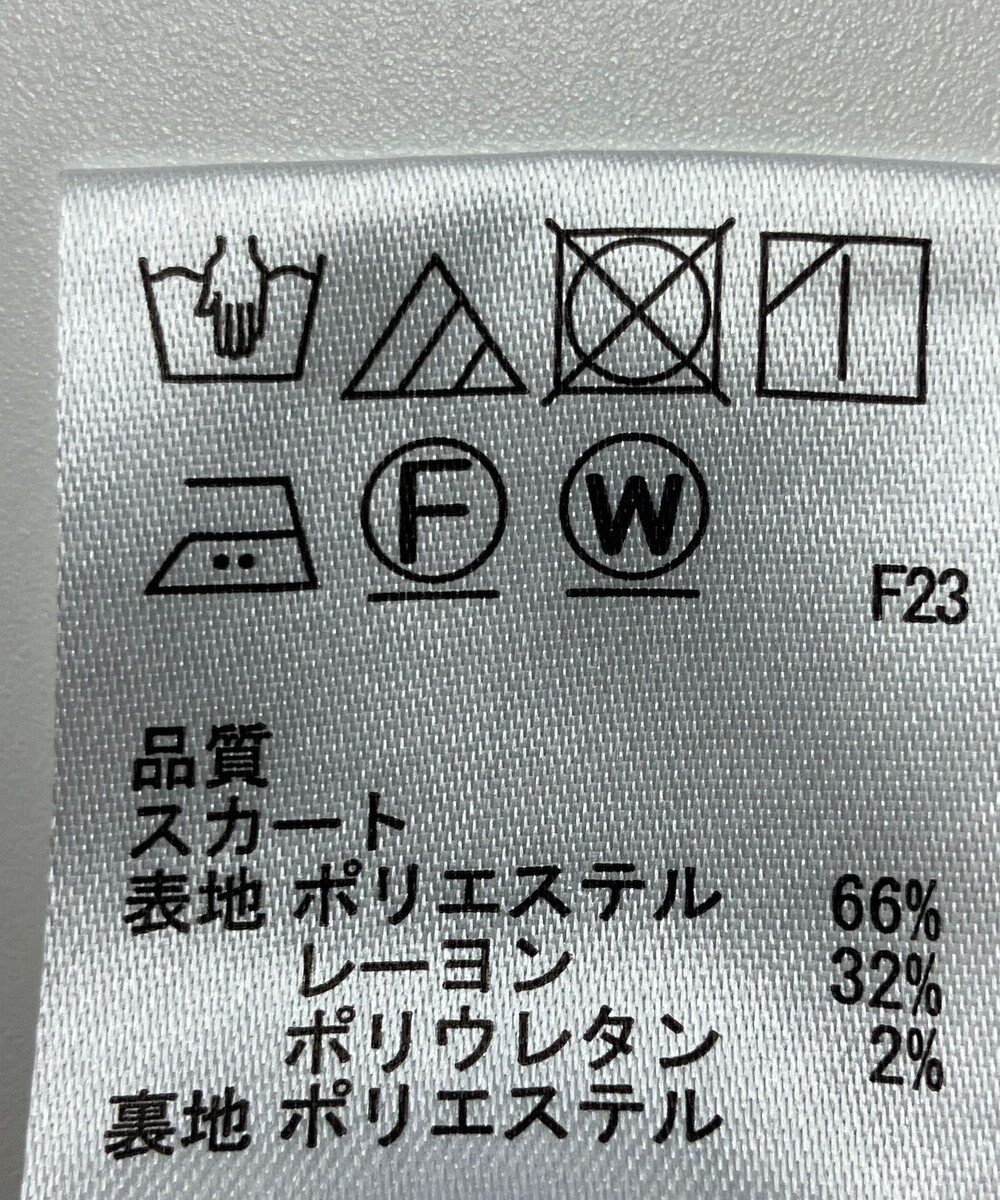 F W
F23
品質
スカート
表地 ポリエステル 66%
レーヨン 32%
ポリウレタン 2%
裏地 ポリエステル